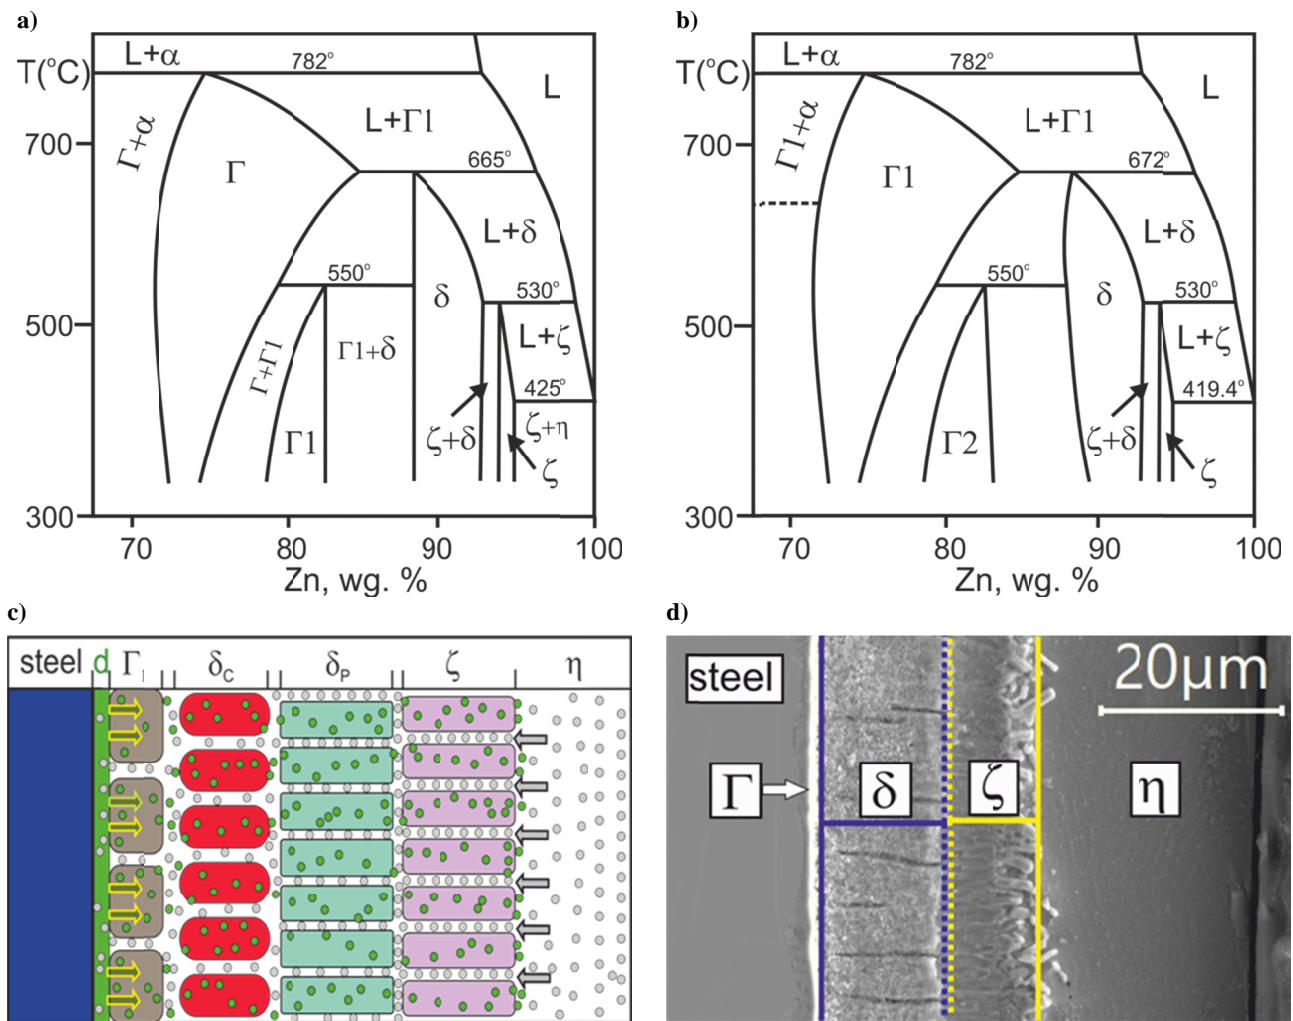 a)
T(°C)
700
500
300
70
80
90
100
Zn, wg. %
L+α
782°
L
Γ+α
L+Γ1
Γ
665°
L+δ
550°
δ
530°
Γ+Γ1
Γ1+δ
L+ζ
425°
Γ1
ζ+δ
ζ+η
ζ
b)
T(°C)
700
500
300
70
80
90
100
Zn, wg. %
L+α
782°
L
Γ1+α
L+Γ1
Γ1
672°
L+δ
550°
δ
530°
L+ζ
419.4°
Γ2
ζ+δ
ζ
c)
steel d Γ1 δC δP ζ η
d)
steel
20μm
Γ
δ
ζ
η